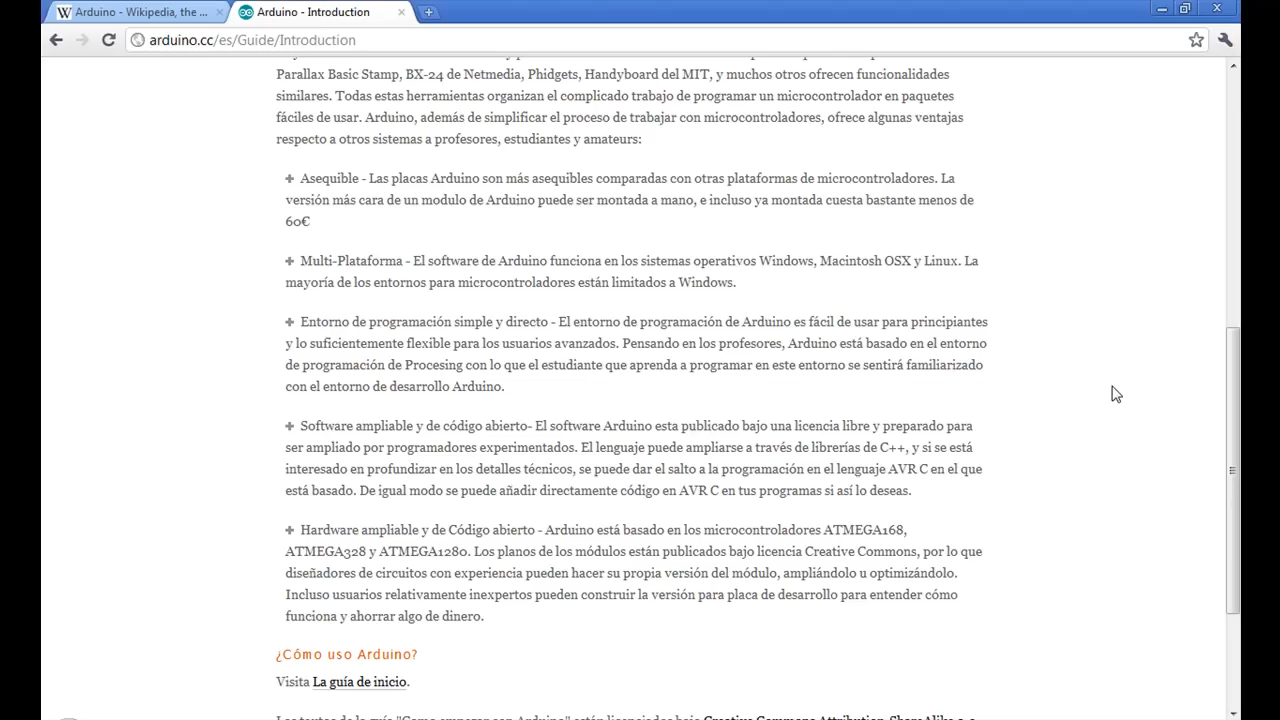 Arduino - Wikipedia, the ...
Arduino - Introduction
arduino.cc/es/Guide/Introduction
Parallax Basic Stamp, BX-24 de Netmedia, Phidgets, Handyboard del MIT, y muchos otros ofrecen funcionalidades
similares. Todas estas herramientas organizan el complicado trabajo de programar un microcontrolador en paquetes
fáciles de usar. Arduino, además de simplificar el proceso de trabajar con microcontroladores, ofrece algunas ventajas
respecto a otros sistemas a profesores, estudiantes y amateurs:
Asequible - Las placas Arduino son más asequibles comparadas con otras plataformas de microcontroladores. La
versión más cara de un modulo de Arduino puede ser montada a mano, e incluso ya montada cuesta bastante menos de
60€
Multi-Plataforma - El software de Arduino funciona en los sistemas operativos Windows, Macintosh OSX y Linux. La
mayoría de los entornos para microcontroladores están limitados a Windows.
Entorno de programación simple y directo - El entorno de programación de Arduino es fácil de usar para principiantes
y lo suficientemente flexible para los usuarios avanzados. Pensando en los profesores, Arduino está basado en el entorno
de programación de Procesing con lo que el estudiante que aprenda a programar en este entorno se sentirá familiarizado
con el entorno de desarrollo Arduino.
Software ampliable y de código abierto- El software Arduino esta publicado bajo una licencia libre y preparado para
ser ampliado por programadores experimentados. El lenguaje puede ampliarse a través de librerías de C++, y si se está
interesado en profundizar en los detalles técnicos, se puede dar el salto a la programación en el lenguaje AVR C en el que
está basado. De igual modo se puede añadir directamente código en AVR C en tus programas si así lo deseas.
Hardware ampliable y de Código abierto - Arduino está basado en los microcontroladores ATMEGA168,
ATMEGA328 y ATMEGA1280. Los planos de los módulos están publicados bajo licencia Creative Commons, por lo que
diseñadores de circuitos con experiencia pueden hacer su propia versión del módulo, ampliándolo u optimizándolo.
Incluso usuarios relativamente inexpertos pueden construir la versión para placa de desarrollo para entender cómo
funciona y ahorrar algo de dinero.
¿Cómo uso Arduino?
Visita La guía de inicio.
Los textos de la guía "Como empezar con Arduino" están licenciados bajo Creative Commons Attribution-ShareAlike